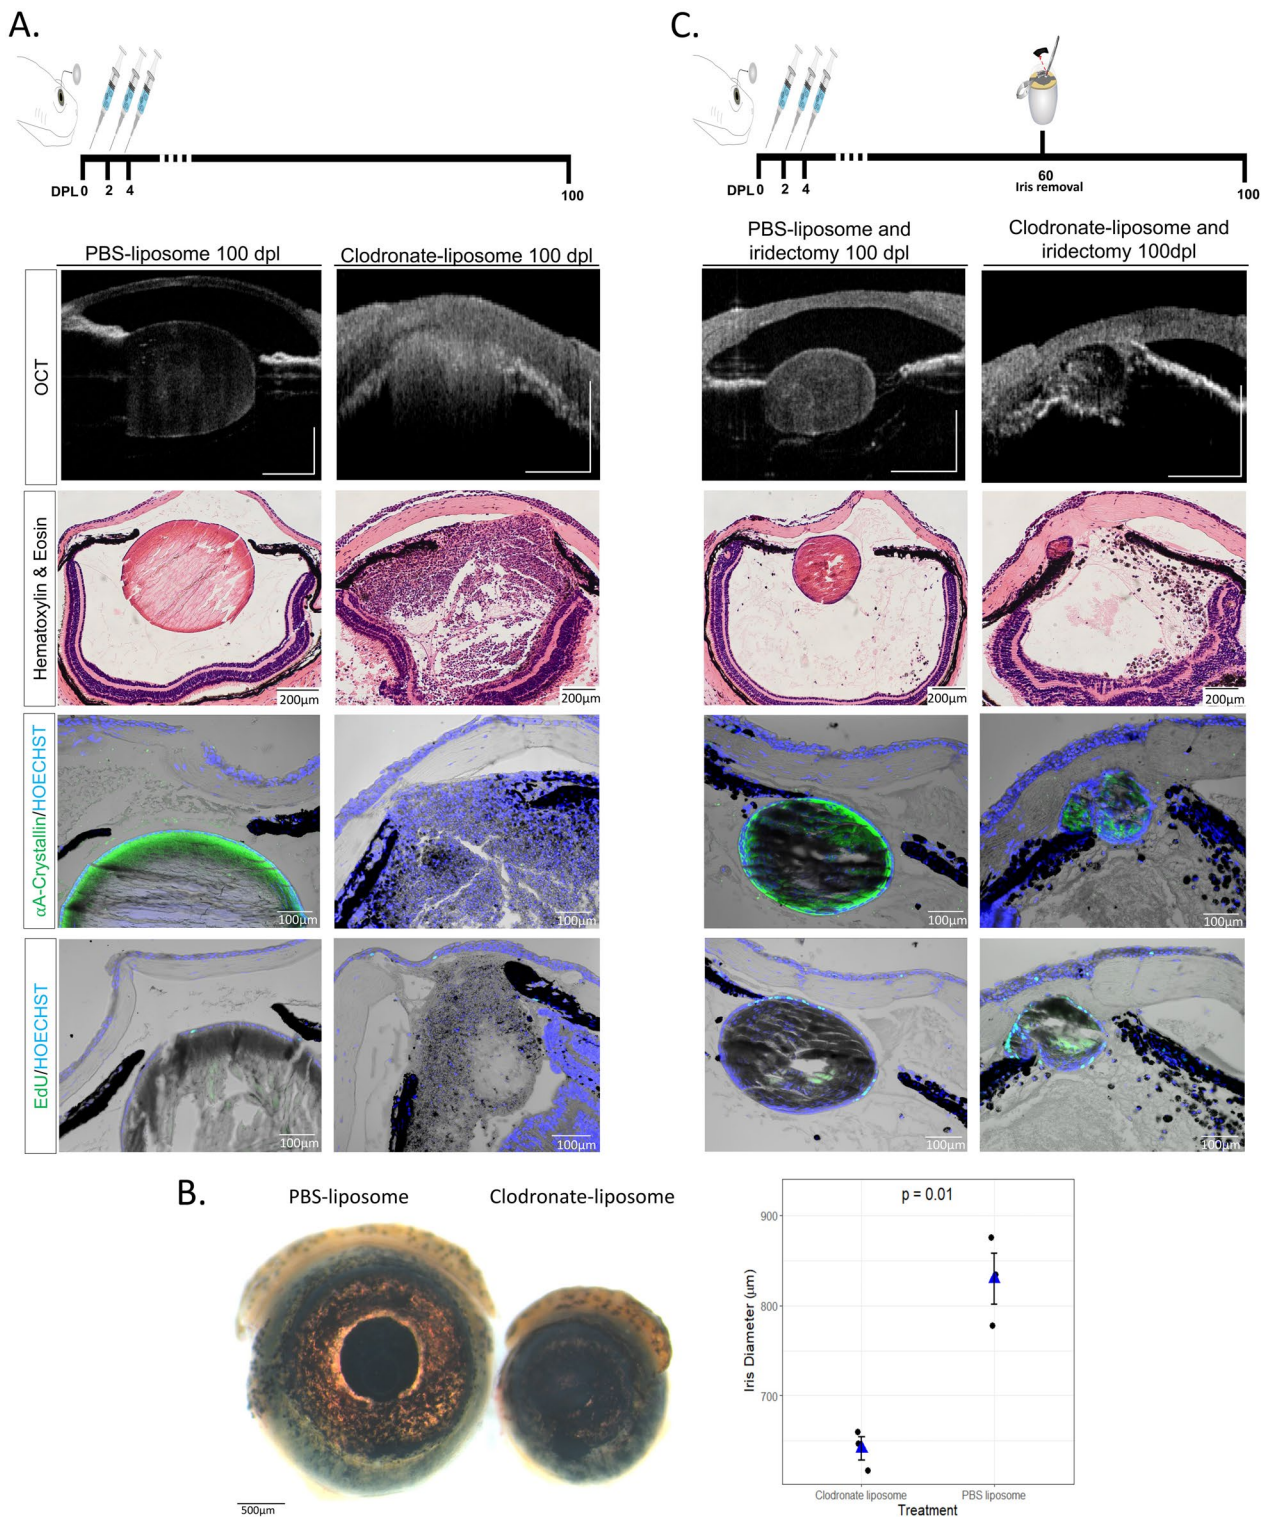 A.
DPL 0 2 4 100
PBS-liposome 100 dpl
Clodronate-liposome 100 dpl
OCT
Hematoxylin & Eosin
200µm
200µm
αA-Crystallin/HOECHST
100µm
100µm
EdU/HOECHST
100µm
100µm
C.
DPL 0 2 4 60 100
Iris removal
PBS-liposome and
iridectomy 100 dpl
Clodronate-liposome and
iridectomy 100dpl
200µm
200µm
100µm
100µm
100µm
100µm
B.
PBS-liposome
Clodronate-liposome
500µm
p = 0.01
900
800
700
Iris Diameter (µm)
Clodronate liposome
PBS liposome
Treatment